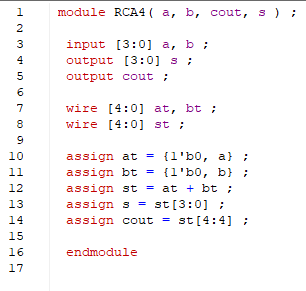 1 module RCA4( a, b, cout, s ) ;
2
3 input [3:0] a, b ;
4 output [3:0] s ;
5 output cout ;
6
7 wire [4:0] at, bt ;
8 wire [4:0] st ;
9
10 assign at = {1'b0, a} ;
11 assign bt = {1'b0, b} ;
12 assign st = at + bt ;
13 assign s = st[3:0] ;
14 assign cout = st[4:4] ;
15
16 endmodule
17